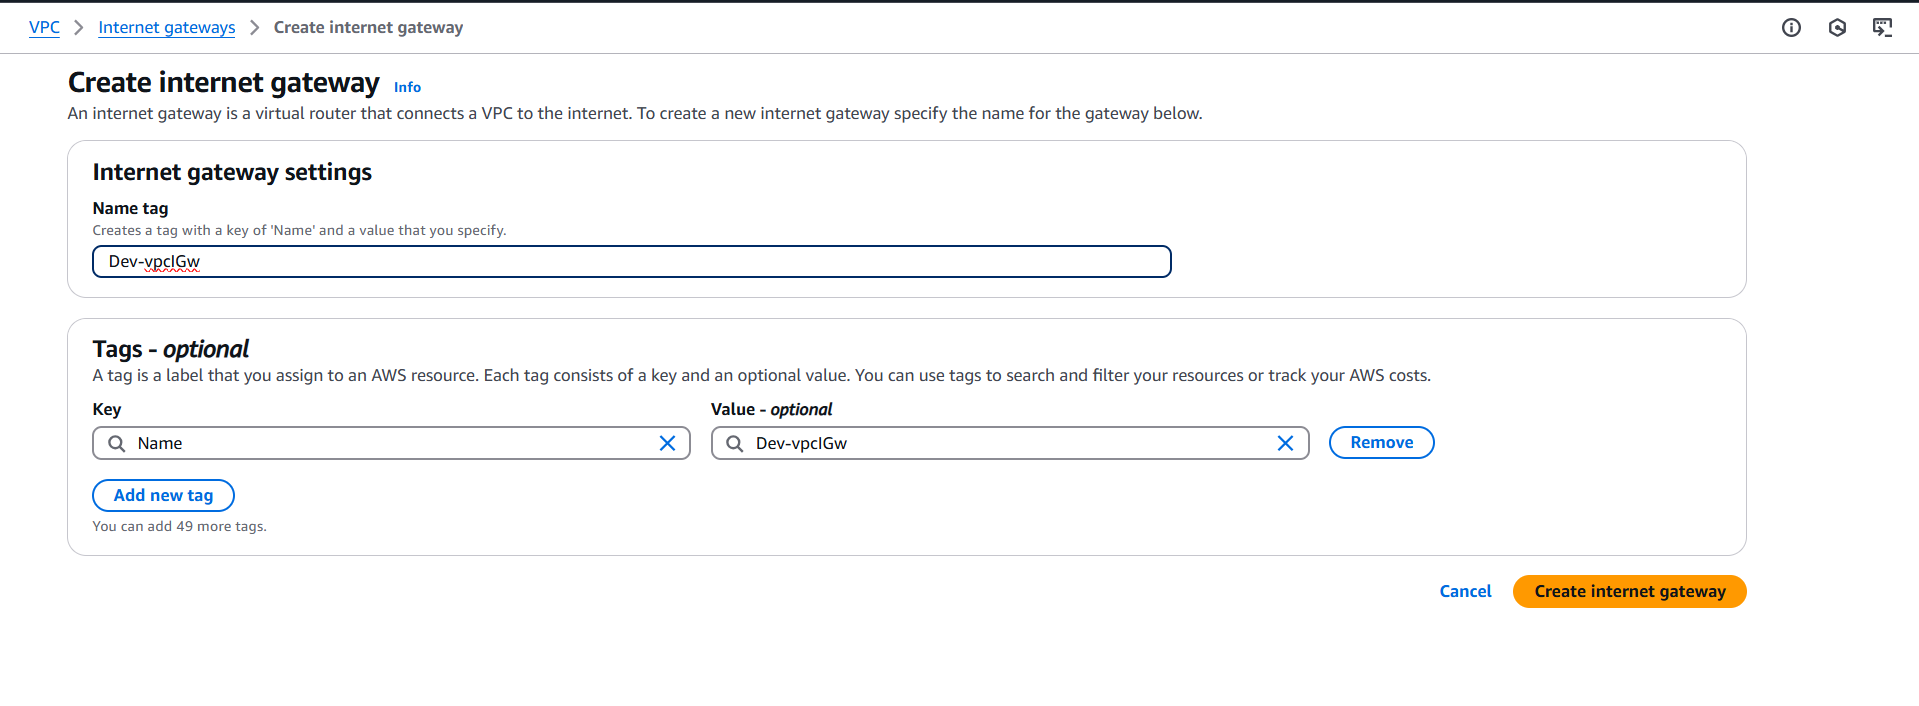 VPC > Internet gateways > Create internet gateway
Create internet gateway Info
An internet gateway is a virtual router that connects a VPC to the internet. To create a new internet gateway specify the name for the gateway below.
Internet gateway settings
Name tag
Creates a tag with a key of 'Name' and a value that you specify.
Dev-vpcIGw
Tags - optional
A tag is a label that you assign to an AWS resource. Each tag consists of a key and an optional value. You can use tags to search and filter your resources or track your AWS costs.
Key Value - optional
Name Dev-vpcIGw Remove
Add new tag
You can add 49 more tags.
Cancel Create internet gateway